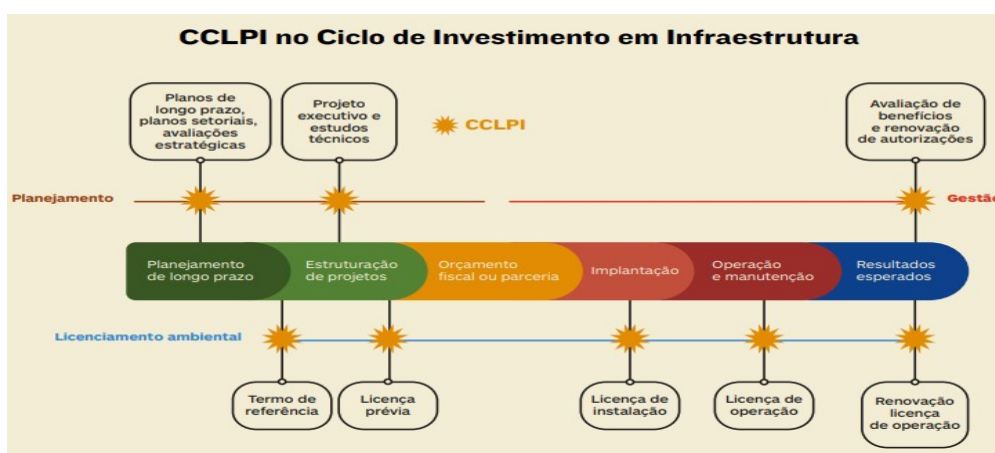 CCLPI no Ciclo de Investimento em Infraestrutura
Planos de
longo prazo,
planos setoriais,
avaliações
estratégicas
Projeto
executivo e
estudos
técnicos
CCLPI
Avaliação de
benefícios
e renovação
de autorizações
Planejamento
Gestão
Planejamento
de longo prazo
Estruturação
de projetos
Orçamento
fiscal ou parceria
Implantação
Operação
e manutenção
Resultados
esperados
Licenciamento ambiental
Termo de
referência
Licença
prévia
Licença de
instalação
Licença de
operação
Renovação
licença
de operação